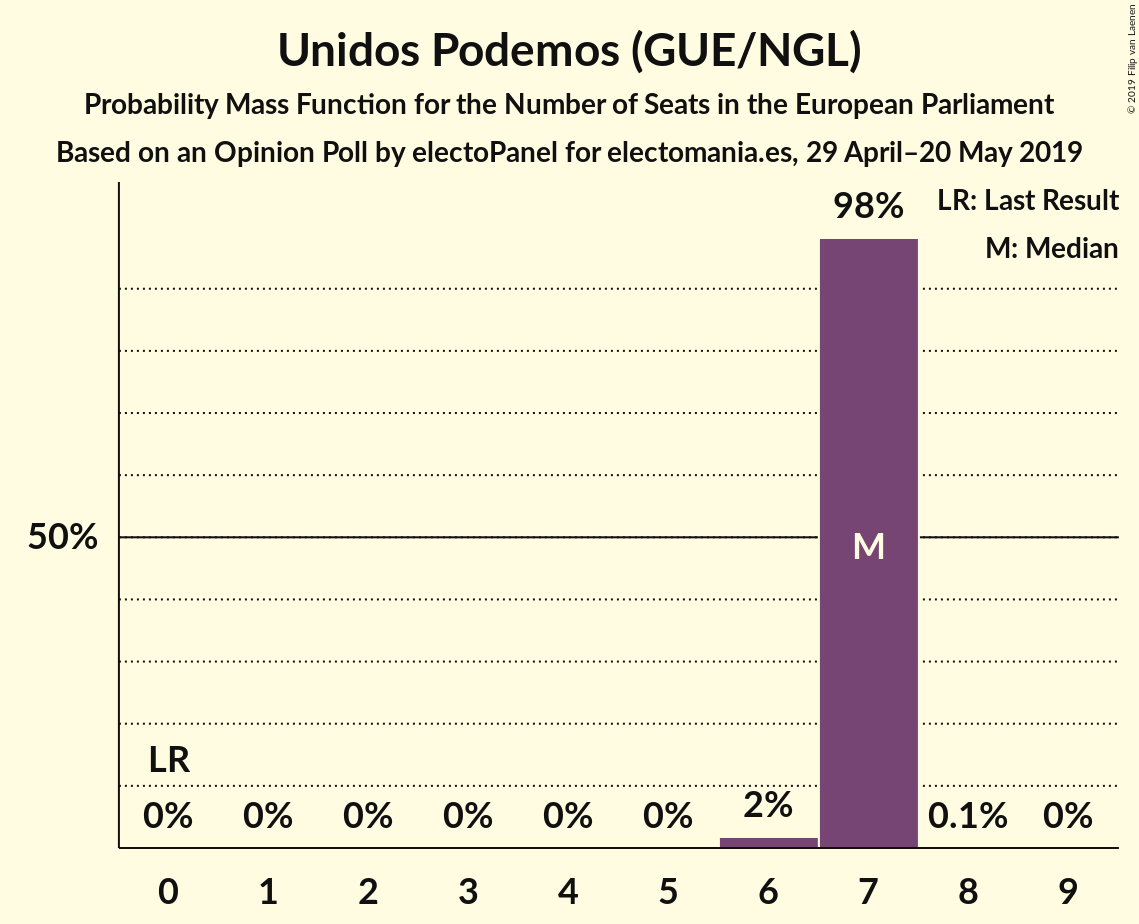 Unidos Podemos (GUE/NGL)
Probability Mass Function for the Number of Seats in the European Parliament
Based on an Opinion Poll by electoPanel for electomania.es, 29 April–20 May 2019
© 2019 Filip van Laenen
98%
LR: Last Result
M: Median
50%
M
LR
0% 0% 0% 0% 0% 0% 2% 0.1% 0%
0 1 2 3 4 5 6 7 8 9